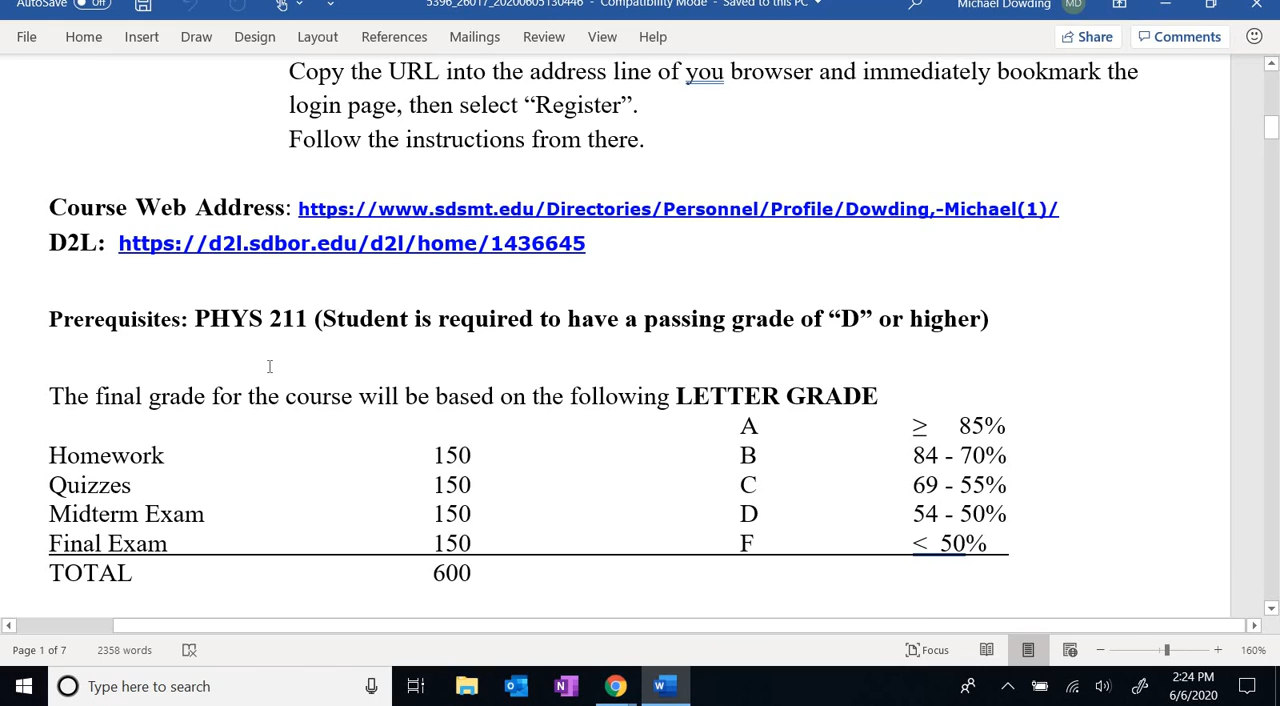 AutoSave Off 5396_26017_20200605130446 - Compatibility Mode - Saved to this PC Michael Dowding MD
File Home Insert Draw Design Layout References Mailings Review View Help Share Comments
Copy the URL into the address line of you browser and immediately bookmark the
login page, then select “Register”.
Follow the instructions from there.
Course Web Address: https://www.sdsmt.edu/Directories/Personnel/Profile/Dowding,-Michael(1)/
D2L: https://d2l.sdbor.edu/d2l/home/1436645
Prerequisites: PHYS 211 (Student is required to have a passing grade of “D” or higher)
The final grade for the course will be based on the following LETTER GRADE
A ≥ 85%
Homework 150 B 84 - 70%
Quizzes 150 C 69 - 55%
Midterm Exam 150 D 54 - 50%
Final Exam 150 F < 50%
TOTAL 600
Page 1 of 7 2358 words Focus 160%
Type here to search 2:24 PM
6/6/2020